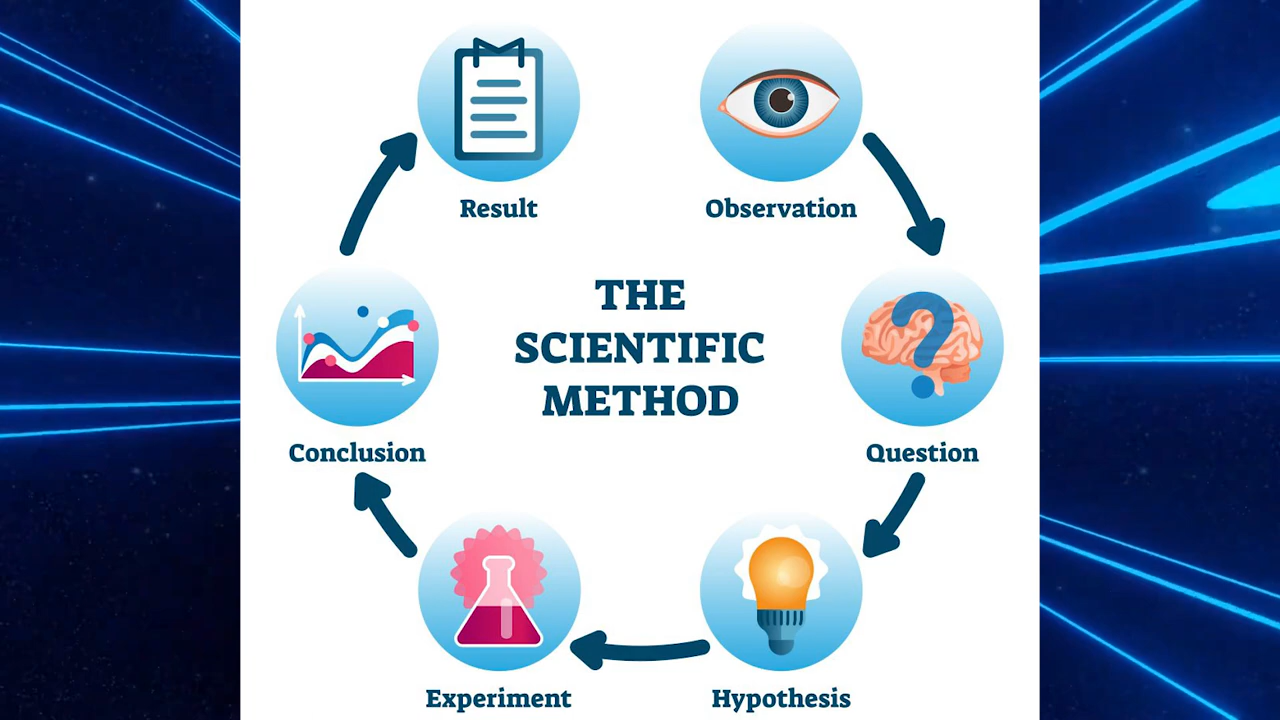 Result
Observation
THE
SCIENTIFIC
METHOD
Conclusion
Question
Experiment
Hypothesis